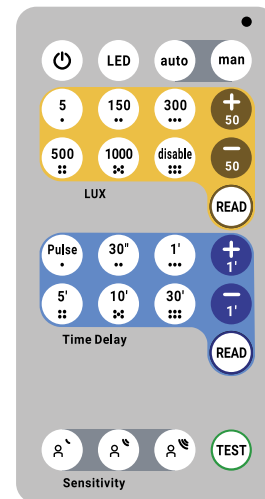 LED auto man
5 150 300 +
50
500 1000 disable −
50
LUX
READ
Pulse 30" 1' +
1'
5' 10' 30' −
1'
Time Delay
READ
TEST
Sensitivity